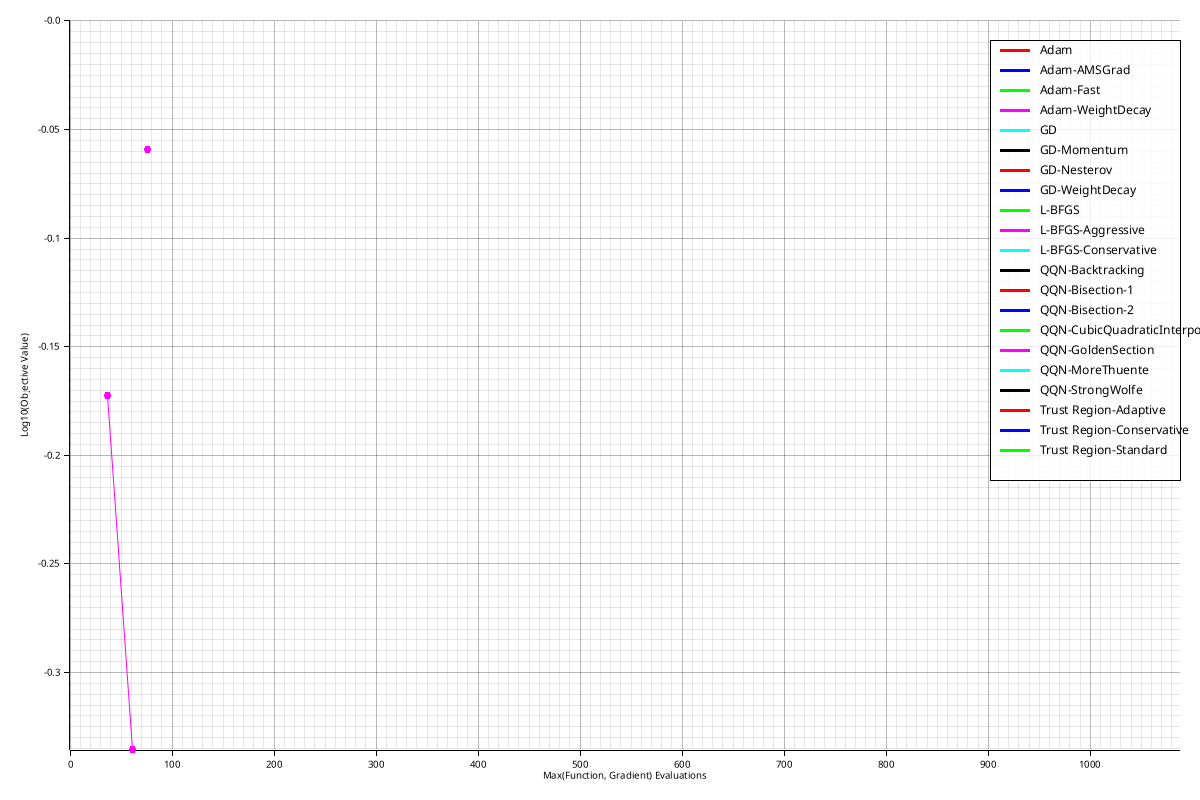 -0.0
-0.05
-0.1
-0.15
-0.2
-0.25
-0.3
Log10(Objective Value)
0 100 200 300 400 500 600 700 800 900 1000
Max(Function, Gradient) Evaluations
Adam
Adam-AMSGrad
Adam-Fast
Adam-WeightDecay
GD
GD-Momentum
GD-Nesterov
GD-WeightDecay
L-BFGS
L-BFGS-Aggressive
L-BFGS-Conservative
QQN-Backtracking
QQN-Bisection-1
QQN-Bisection-2
QQN-CubicQuadraticInterpo
QQN-GoldenSection
QQN-MoreThuente
QQN-StrongWolfe
Trust Region-Adaptive
Trust Region-Conservative
Trust Region-Standard